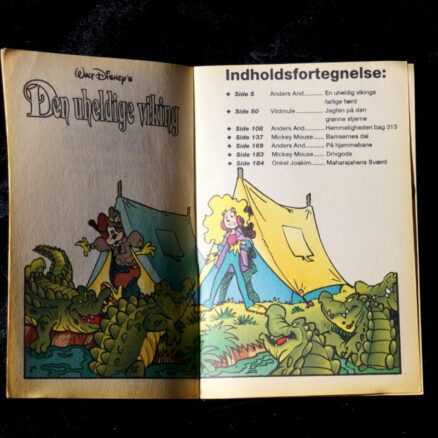 WALT DISNEY'S
Den uheldige viking
Indholdsfortegnelse:
Side 5 Anders And.......... En uheldig vikings
farlige færd
Side 50 Vildmule...... Jagten på den
grønne stjerne
Side 108 Anders And.......... Hemmeligheden bag 313
Side 137 Mickey Mouse..... Bamsernes dal
Side 169 Anders And.......... På hjemmebane
Side 183 Mickey Mouse..... Drivgods
Side 184 Onkel Joakim....... Maharajahens Sværd